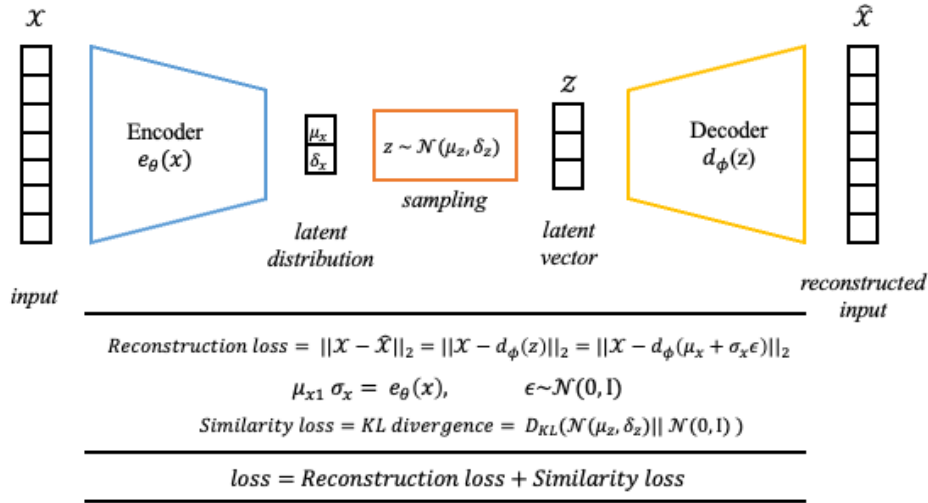 𝒳
𝒳̂
Encoder
e_θ(x)
μ_x
δ_x
z ~ 𝒩(μ_z, δ_z)
sampling
𝒵
Decoder
d_ϕ(z)
latent
distribution
latent
vector
input
reconstructed
input
Reconstruction loss = ||𝒳 − 𝒳̂||_2 = ||𝒳 − d_ϕ(z)||_2 = ||𝒳 − d_ϕ(μ_x + σ_x ϵ)||_2
μ_x1 σ_x = e_θ(x), ϵ~𝒩(0, I)
Similarity loss = KL divergence = D_KL(𝒩(μ_z, δ_z)|| 𝒩(0, I) )
loss = Reconstruction loss + Similarity loss